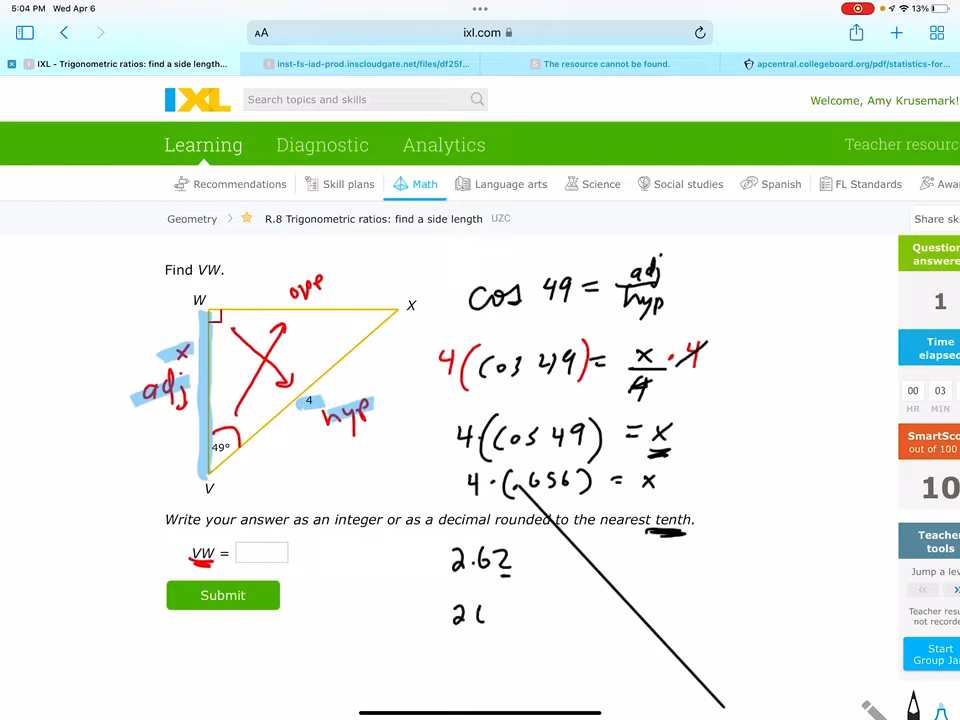 5:04 PM Wed Apr 6
13%
AA
ixl.com
IXL - Trigonometric ratios: find a side length...
inst-fs-iad-prod.inscloudgate.net/files/df25f...
S The resource cannot be found.
apcentral.collegeboard.org/pdf/statistics-for...
IXL
Search topics and skills
Welcome, Amy Krusemark!
Learning
Diagnostic
Analytics
Teacher resourc
Recommendations
Skill plans
Math
Language arts
Science
Social studies
Spanish
FL Standards
Awa
Geometry
R.8 Trigonometric ratios: find a side length UZC
Share ski
Find VW.
W
X
V
4
49°
opp
x
adj
hyp
cos 49 = adj/hyp
4(cos 49) = x/4 · 4
4·(cos 49) = x
4·(.656) = x
Write your answer as an integer or as a decimal rounded to the nearest tenth.
VW =
2.62
Submit
2
Question
answere
1
Time
elapsed
00 03
HR MIN
SmartSco
out of 100
10
Teache
tools
Jump a lev
Teacher resu
not recorde
Start
Group Ja